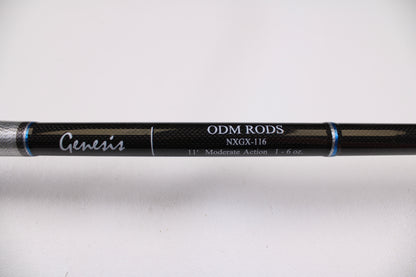 Genesis
ODM RODS
NXGX-116
11' Moderate Action 1 - 6 oz.